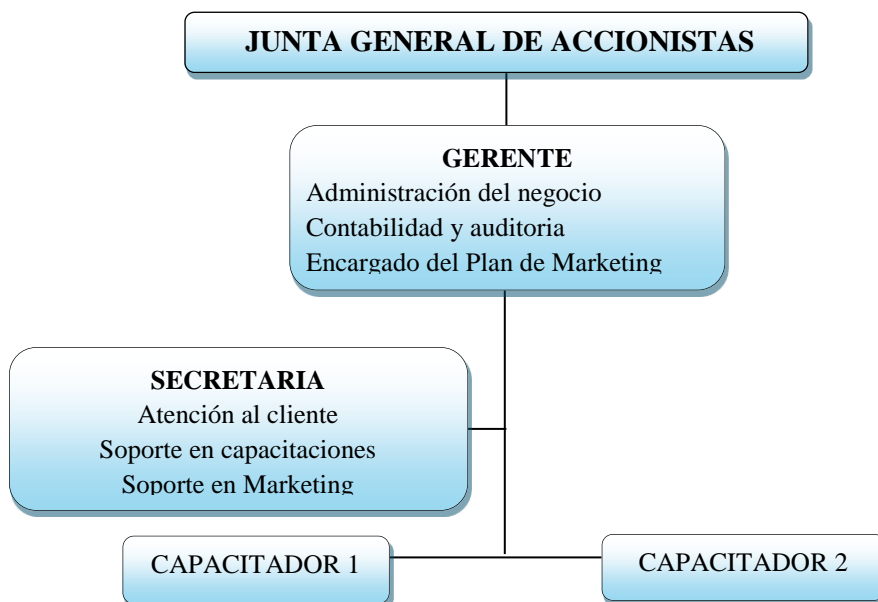 JUNTA GENERAL DE ACCIONISTAS
GERENTE
Administración del negocio
Contabilidad y auditoria
Encargado del Plan de Marketing
SECRETARIA
Atención al cliente
Soporte en capacitaciones
Soporte en Marketing
CAPACITADOR 1
CAPACITADOR 2